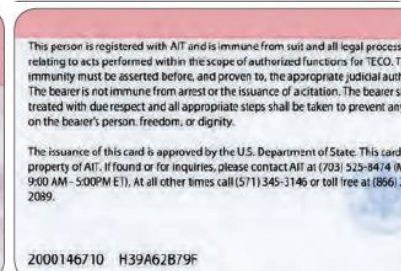 This person is registered with AIT and is immune from suit and all legal process
relating to acts performed within the scope of authorized functions for TECO. T
immunity must be asserted before, and proven to, the appropriate judicial auth
The bearer is not immune from arrest or the issuance of a citation. The bearer s
treated with due respect and all appropriate steps shall be taken to prevent any
on the bearer's person, freedom, or dignity.
The issuance of this card is approved by the U.S. Department of State. This card
property of AIT. If found or for inquiries, please contact AIT at (703) 525-8474 (M
9:00 AM - 5:00PM ET), At all other times call (571) 345-3146 or toll free at (866)
2089.
2000146710 H39A62B79F